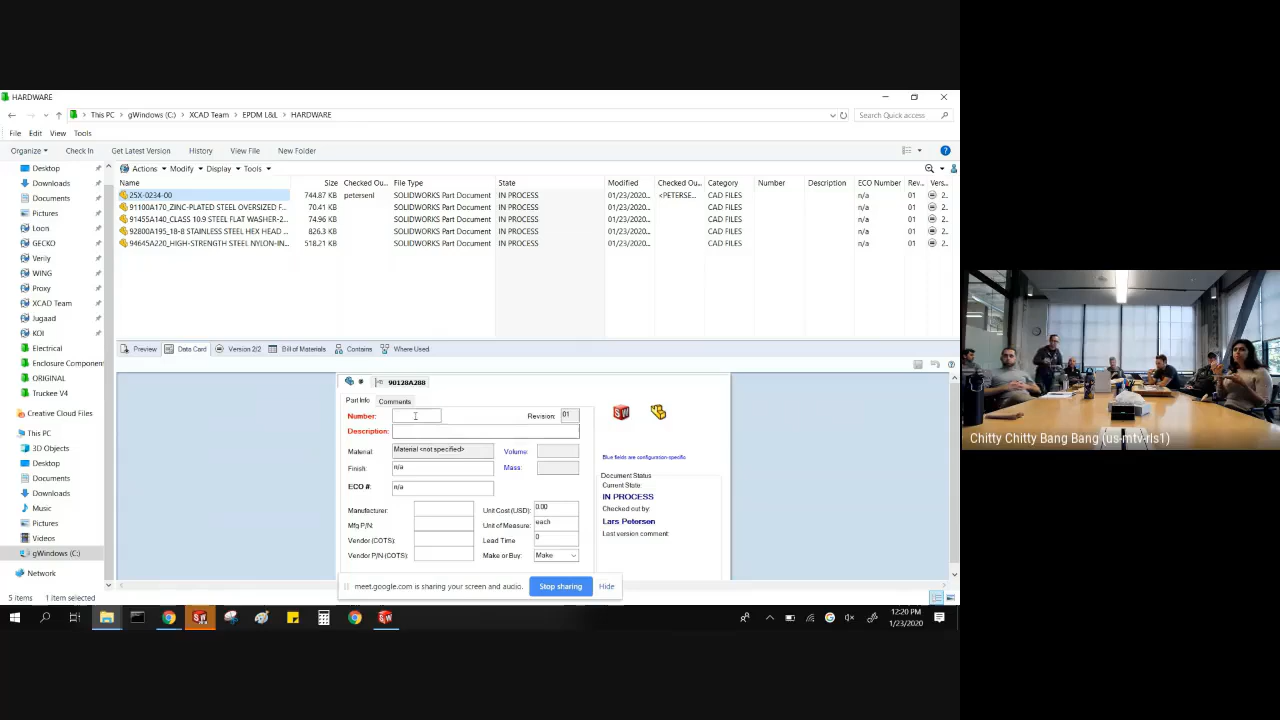 HARDWARE
This PC > gWindows (C:) > XCAD Team > EPDM L&L > HARDWARE
Search Quick access
File Edit View Tools
Organize Check In Get Latest Version History View File New Folder
Actions Modify Display Tools
Name Size Checked Ou... File Type State Modified Checked Ou... Category Number Description ECO Number Rev... Vers...
25X-0234-00 744.87 KB petersenl SOLIDWORKS Part Document IN PROCESS 01/23/2020... <PETERSE... CAD FILES n/a 01 2..
91100A170_ZINC-PLATED STEEL OVERSIZED F... 70.41 KB SOLIDWORKS Part Document IN PROCESS 01/23/2020... CAD FILES n/a 01 2..
91455A140_CLASS 10.9 STEEL FLAT WASHER-2... 74.96 KB SOLIDWORKS Part Document IN PROCESS 01/23/2020... CAD FILES n/a 01 2..
92800A195_18-8 STAINLESS STEEL HEX HEAD ... 826.3 KB SOLIDWORKS Part Document IN PROCESS 01/23/2020... CAD FILES n/a 01 2..
94645A220_HIGH-STRENGTH STEEL NYLON-IN... 518.21 KB SOLIDWORKS Part Document IN PROCESS 01/23/2020... CAD FILES n/a 01 2..
Desktop
Downloads
Documents
Pictures
Loon
GECKO
Verily
WING
Proxy
XCAD Team
Jugaad
KOI
Electrical
Enclosure Component
ORIGINAL
Truckee V4
Creative Cloud Files
This PC
3D Objects
Desktop
Documents
Downloads
Music
Pictures
Videos
gWindows (C:)
Network
Preview Data Card Version 2/2 Bill of Materials Contains Where Used
90128A288
Part Info Comments
Number: Revision: 01
Description:
Material: Material <not specified> Volume:
Finish: n/a Mass:
ECO #: n/a
Manufacturer: Unit Cost (USD): 0.00
Mfg P/N: Unit of Measure: each
Vendor (COTS): Lead Time 0
Vendor P/N (COTS): Make or Buy: Make
Blue fields are configuration-specific
Document Status
Current State:
IN PROCESS
Checked out by:
Lars Petersen
Last version comment:
meet.google.com is sharing your screen and audio. Stop sharing Hide
5 items 1 item selected
12:20 PM
1/23/2020
Chitty Chitty Bang Bang (us-mtv-rls1)